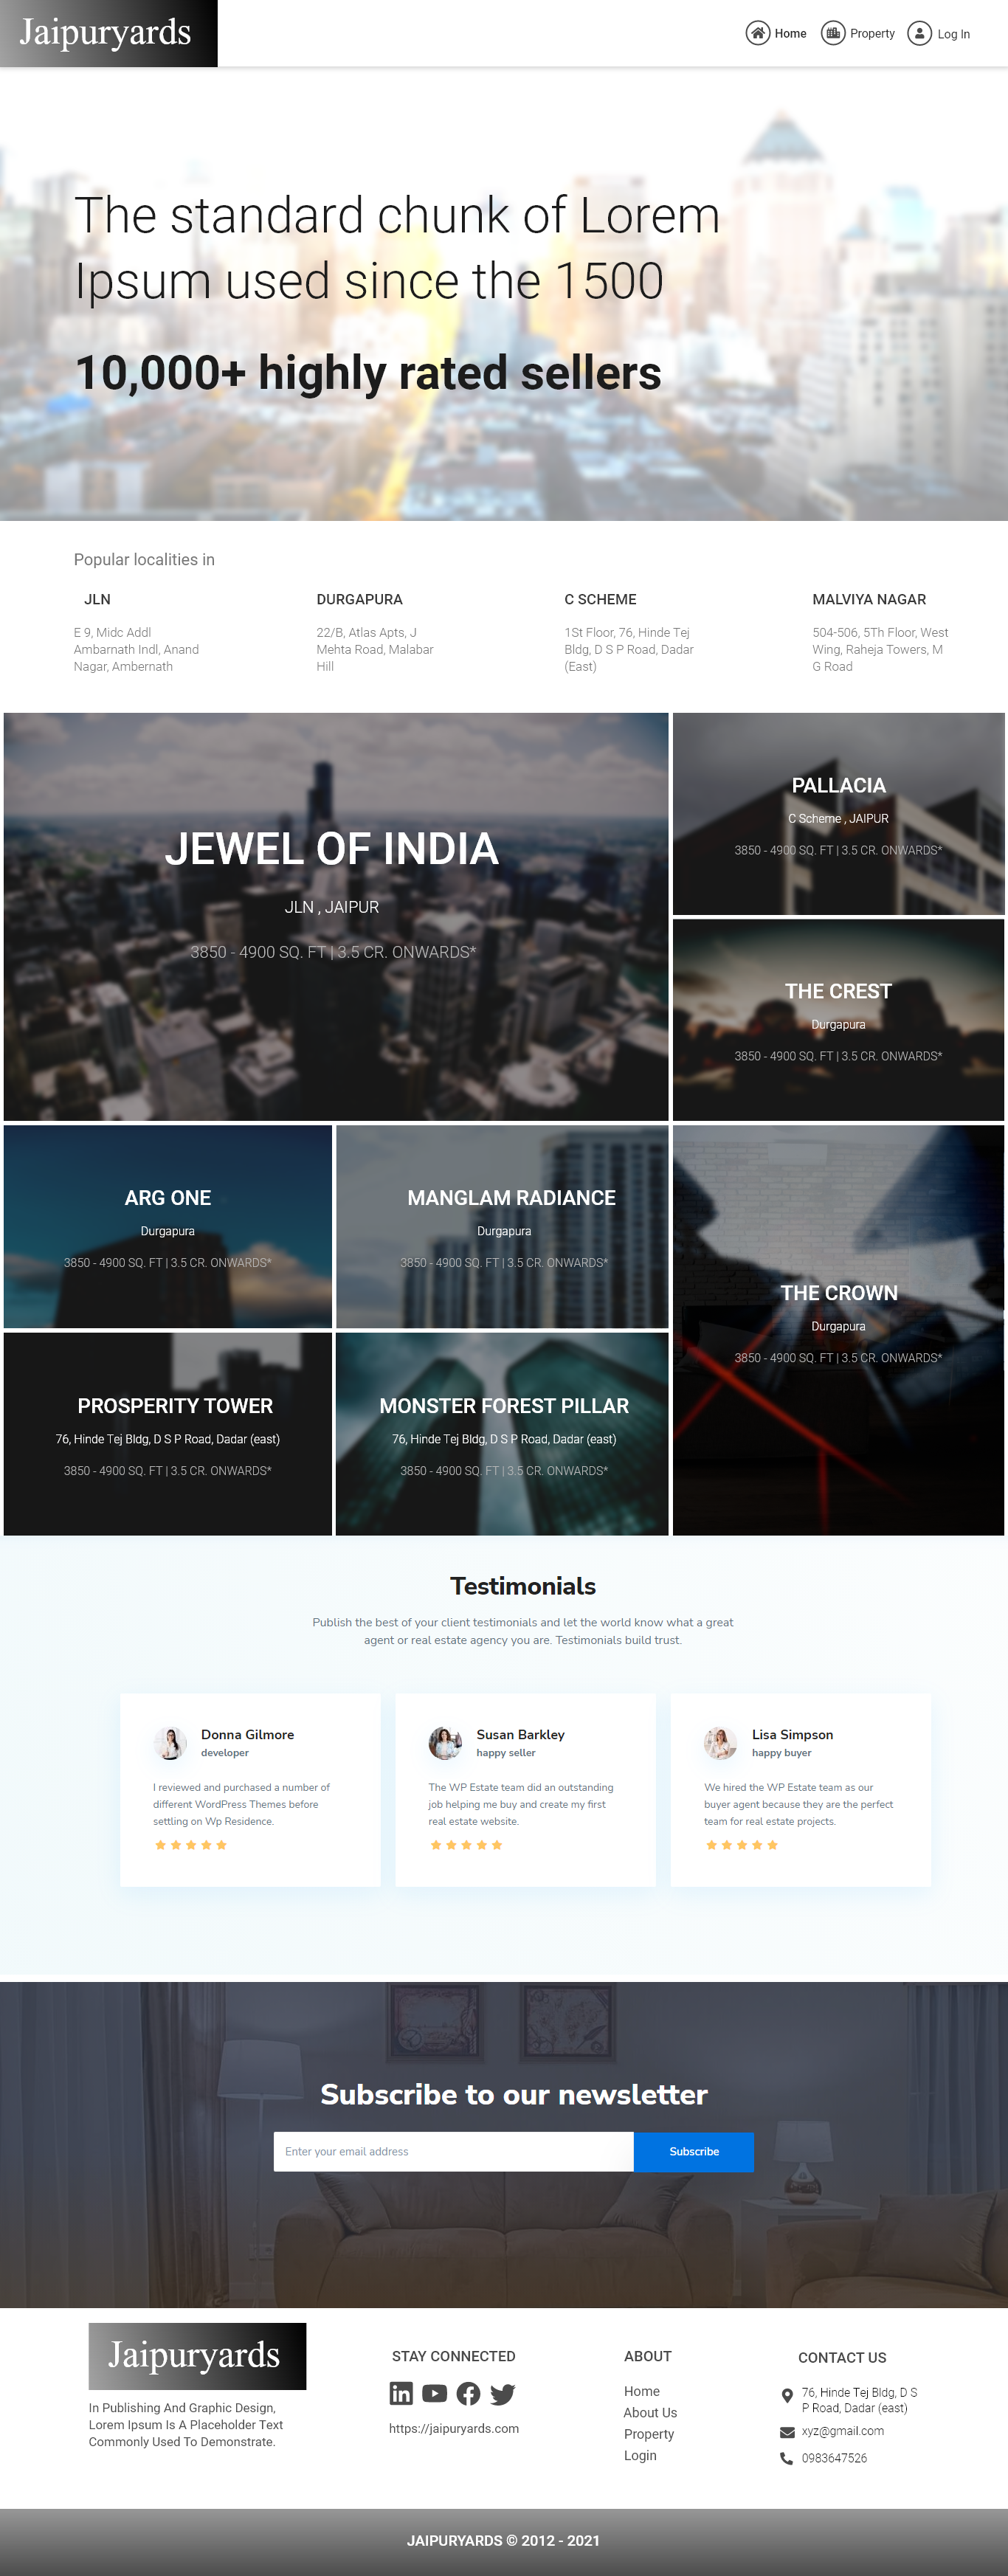 Jaipuryards
Home
Property
Log In
The standard chunk of Lorem
Ipsum used since the 1500
10,000+ highly rated sellers
Popular localities in
JLN
E 9, Midc Addl
Ambarnath Indl, Anand
Nagar, Ambernath
DURGAPURA
22/B, Atlas Apts, J
Mehta Road, Malabar
Hill
C SCHEME
1St Floor, 76, Hinde Tej
Bldg, D S P Road, Dadar
(East)
MALVIYA NAGAR
504-506, 5Th Floor, West
Wing, Raheja Towers, M
G Road
JEWEL OF INDIA
JLN , JAIPUR
3850 - 4900 SQ. FT | 3.5 CR. ONWARDS*
PALLACIA
C Scheme , JAIPUR
3850 - 4900 SQ. FT | 3.5 CR. ONWARDS*
THE CREST
Durgapura
3850 - 4900 SQ. FT | 3.5 CR. ONWARDS*
ARG ONE
Durgapura
3850 - 4900 SQ. FT | 3.5 CR. ONWARDS*
MANGLAM RADIANCE
Durgapura
3850 - 4900 SQ. FT | 3.5 CR. ONWARDS*
THE CROWN
Durgapura
3850 - 4900 SQ. FT | 3.5 CR. ONWARDS*
PROSPERITY TOWER
76, Hinde Tej Bldg, D S P Road, Dadar (east)
3850 - 4900 SQ. FT | 3.5 CR. ONWARDS*
MONSTER FOREST PILLAR
76, Hinde Tej Bldg, D S P Road, Dadar (east)
3850 - 4900 SQ. FT | 3.5 CR. ONWARDS*
Testimonials
Publish the best of your client testimonials and let the world know what a great
agent or real estate agency you are. Testimonials build trust.
Donna Gilmore
developer
I reviewed and purchased a number of
different WordPress Themes before
settling on Wp Residence.
Susan Barkley
happy seller
The WP Estate team did an outstanding
job helping me buy and create my first
real estate website.
Lisa Simpson
happy buyer
We hired the WP Estate team as our
buyer agent because they are the perfect
team for real estate projects.
Subscribe to our newsletter
Enter your email address
Subscribe
Jaipuryards
In Publishing And Graphic Design,
Lorem Ipsum Is A Placeholder Text
Commonly Used To Demonstrate.
STAY CONNECTED
https://jaipuryards.com
ABOUT
Home
About Us
Property
Login
CONTACT US
76, Hinde Tej Bldg, D S
P Road, Dadar (east)
xyz@gmail.com
0983647526
JAIPURYARDS © 2012 - 2021